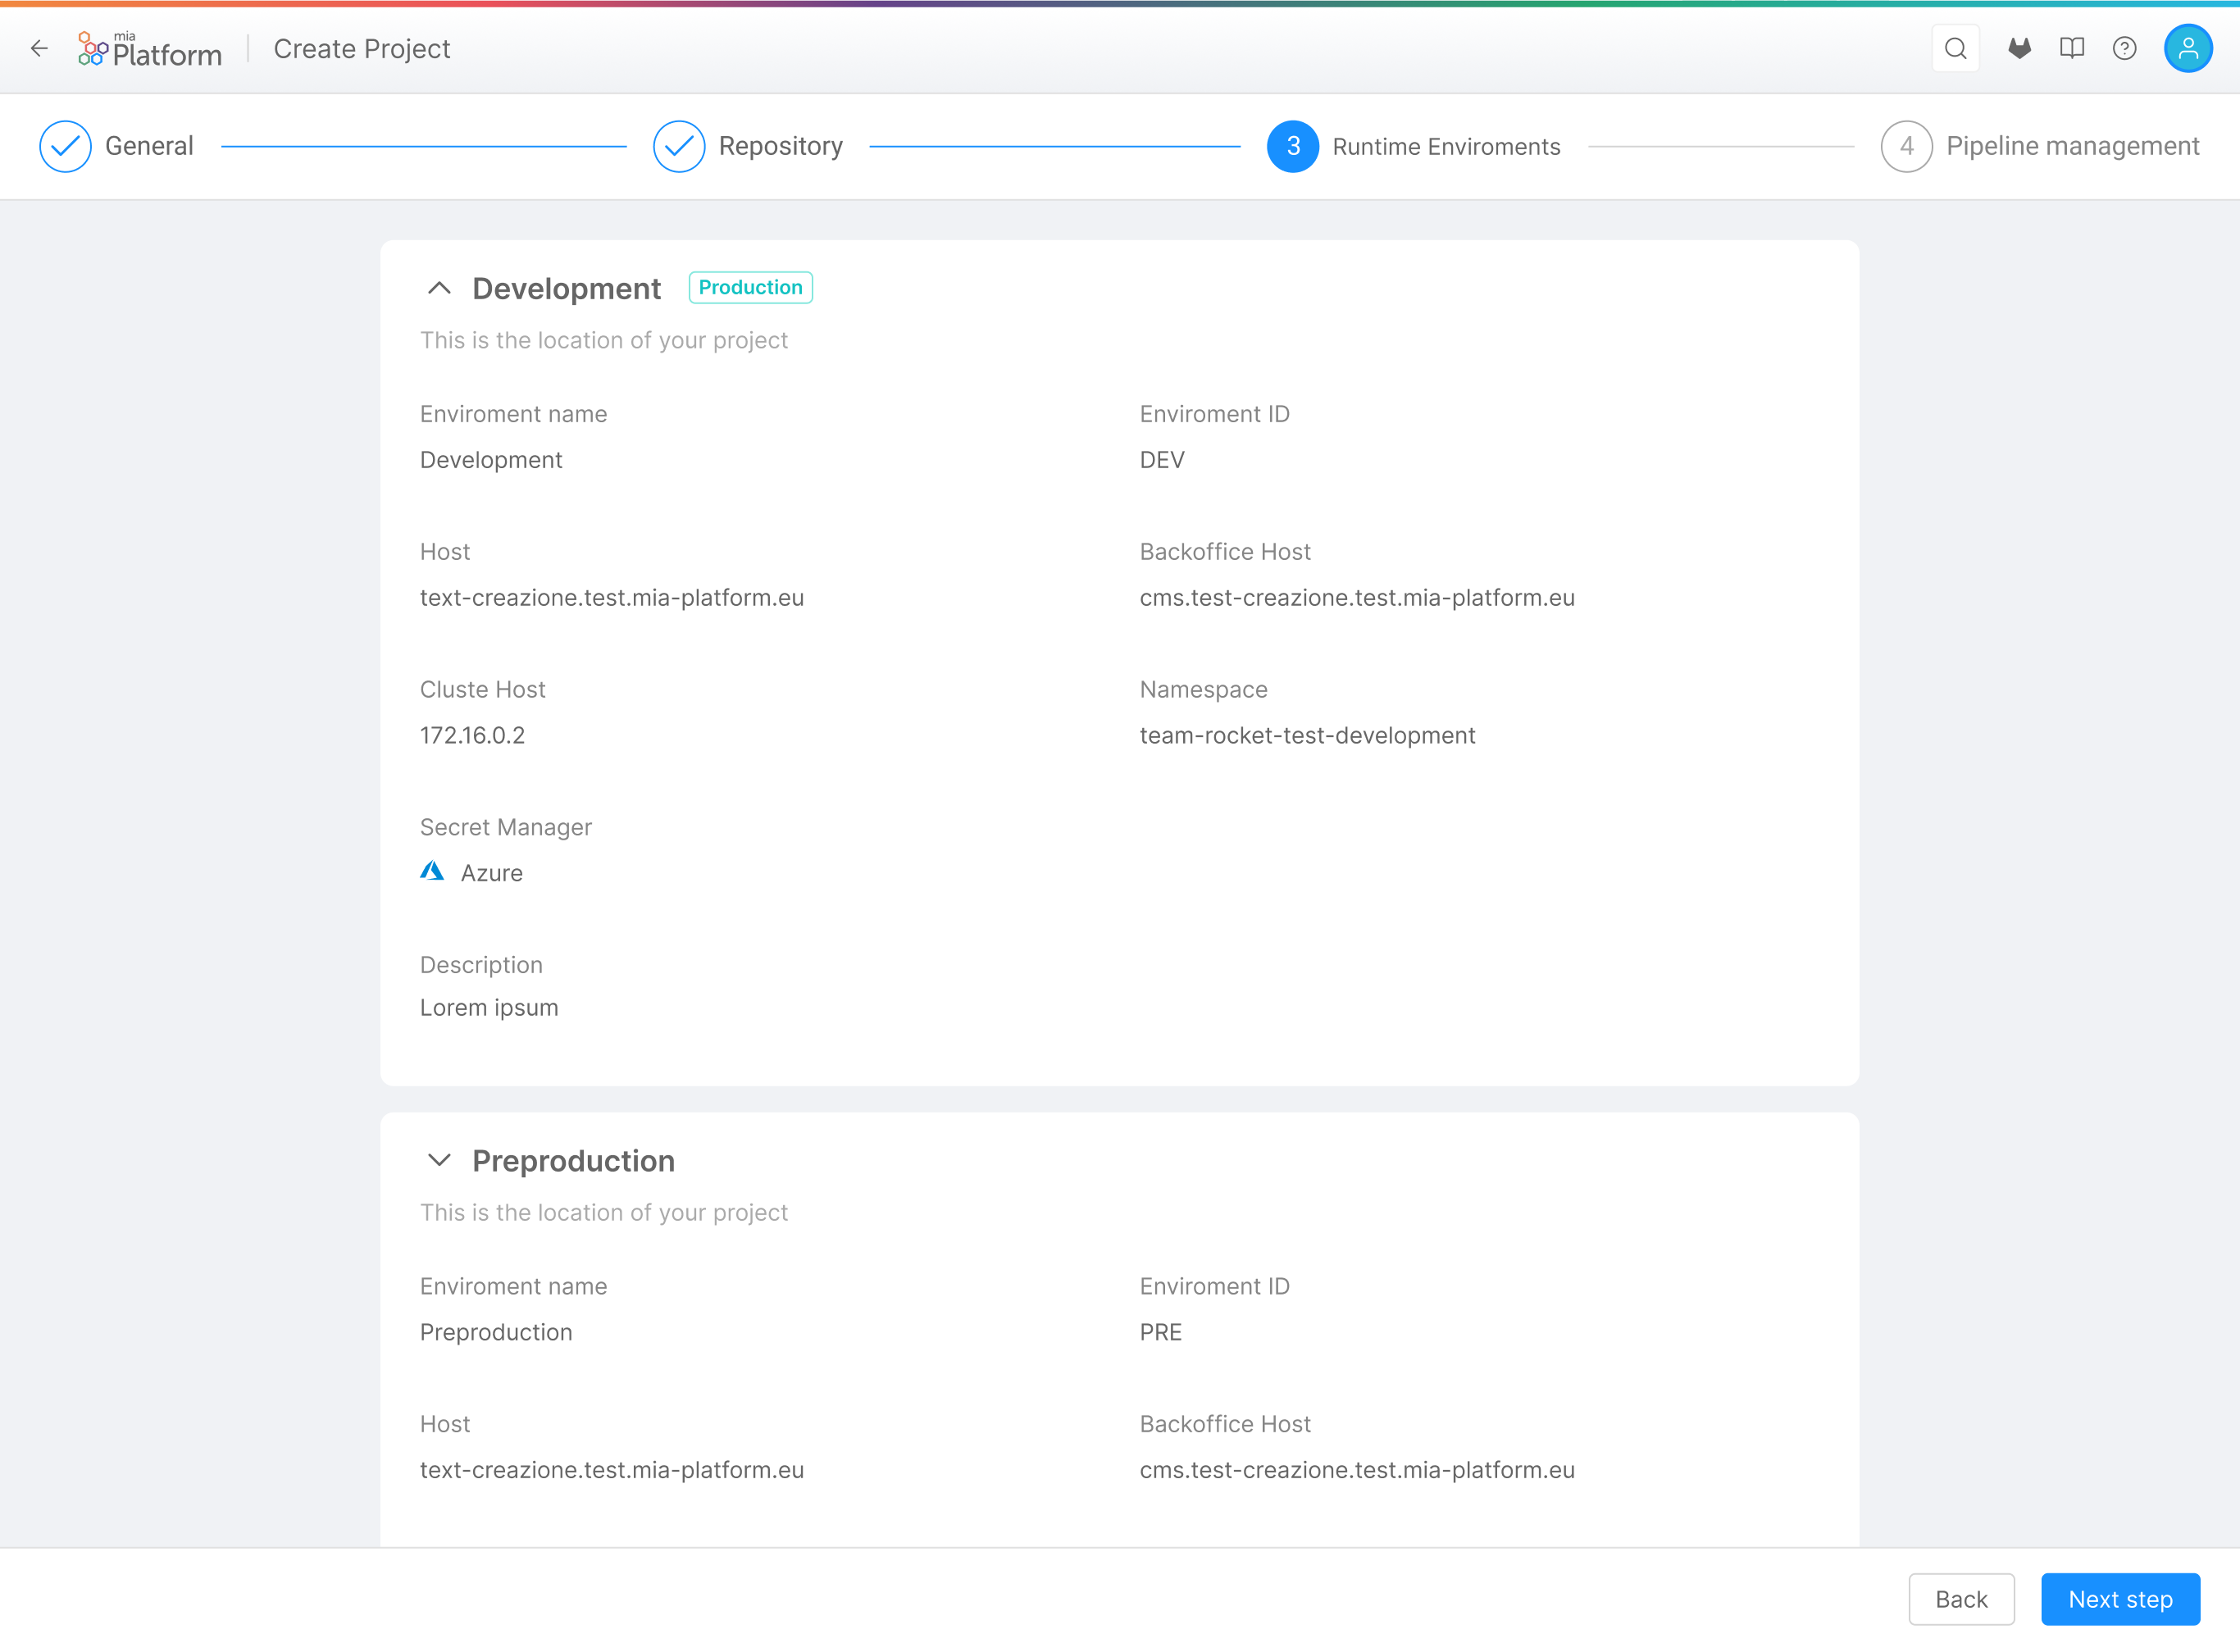 mia
Platform
Create Project
General
Repository
3 Runtime Enviroments
4 Pipeline management
Development Production
This is the location of your project
Enviroment name
Development
Enviroment ID
DEV
Host
text-creazione.test.mia-platform.eu
Backoffice Host
cms.test-creazione.test.mia-platform.eu
Cluste Host
172.16.0.2
Namespace
team-rocket-test-development
Secret Manager
Azure
Description
Lorem ipsum
Preproduction
This is the location of your project
Enviroment name
Preproduction
Enviroment ID
PRE
Host
text-creazione.test.mia-platform.eu
Backoffice Host
cms.test-creazione.test.mia-platform.eu
Back
Next step